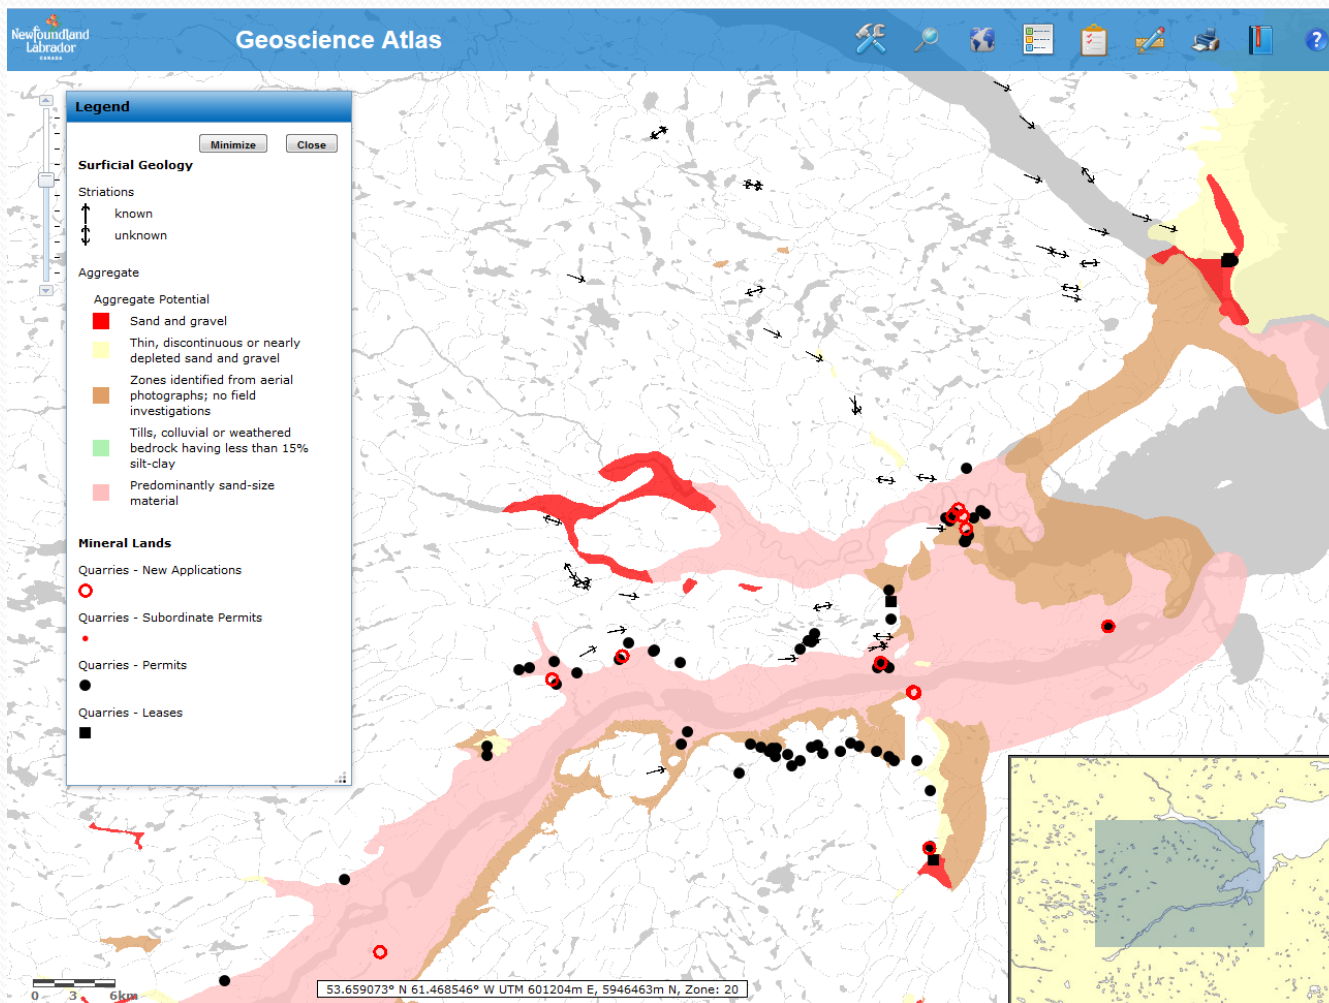 Newfoundland
Labrador
CANADA
Geoscience Atlas
?
Legend
Minimize
Close
Surficial Geology
Striations
known
unknown
Aggregate
Aggregate Potential
Sand and gravel
Thin, discontinuous or nearly
depleted sand and gravel
Zones identified from aerial
photographs; no field
investigations
Tills, colluvial or weathered
bedrock having less than 15%
silt-clay
Predominantly sand-size
material
Mineral Lands
Quarries - New Applications
Quarries - Subordinate Permits
Quarries - Permits
Quarries - Leases
0 3 6km
53.659073° N 61.468546° W UTM 601204m E, 5946463m N, Zone: 20